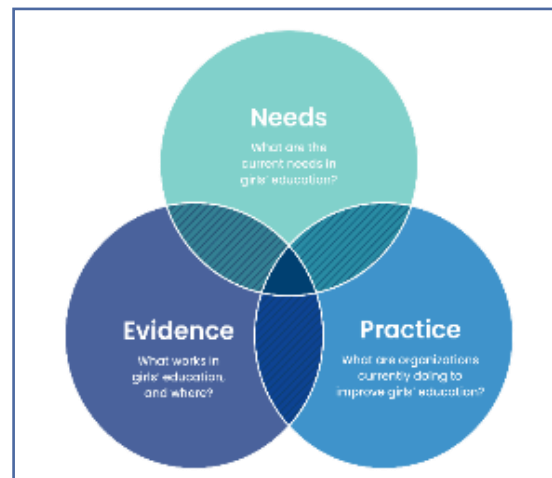 Needs
What are the
current needs in
girls' education?
Evidence
What works in
girls' education,
and where?
Practice
What are organizations
currently doing to
improve girls' education?